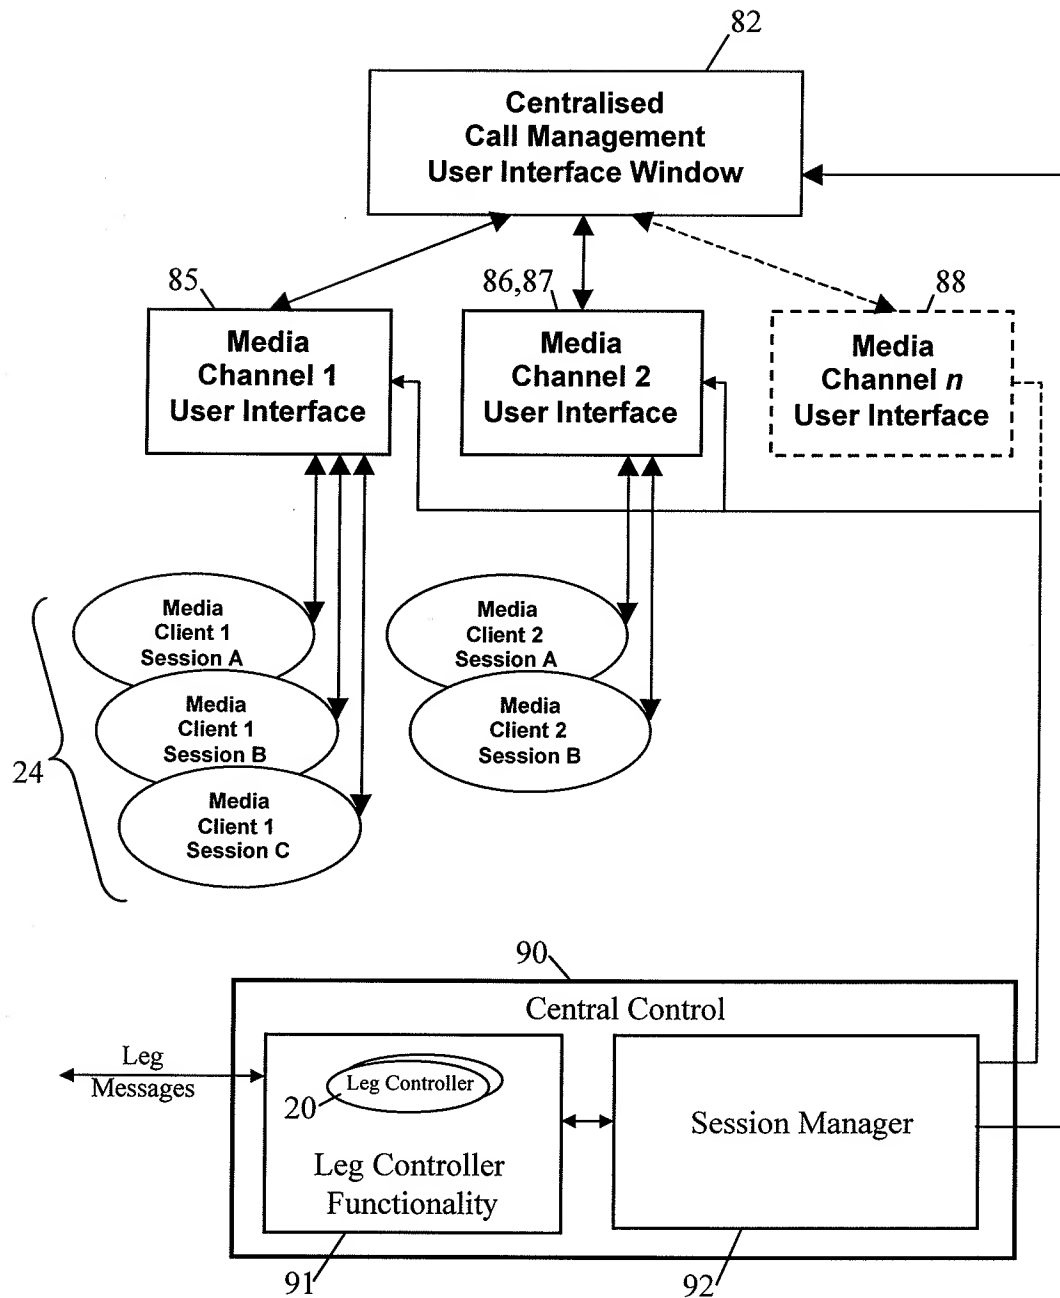 82
Centralised
Call Management
User Interface Window
85
86,87
88
Media
Channel 1
User Interface
Media
Channel 2
User Interface
Media
Channel n
User Interface
Media
Client 1
Session A
Media
Client 2
Session A
Media
Client 1
Session B
Media
Client 2
Session B
24
Media
Client 1
Session C
90
Central Control
Leg
Messages
Leg Controller
20
Leg Controller
Functionality
Session Manager
91
92